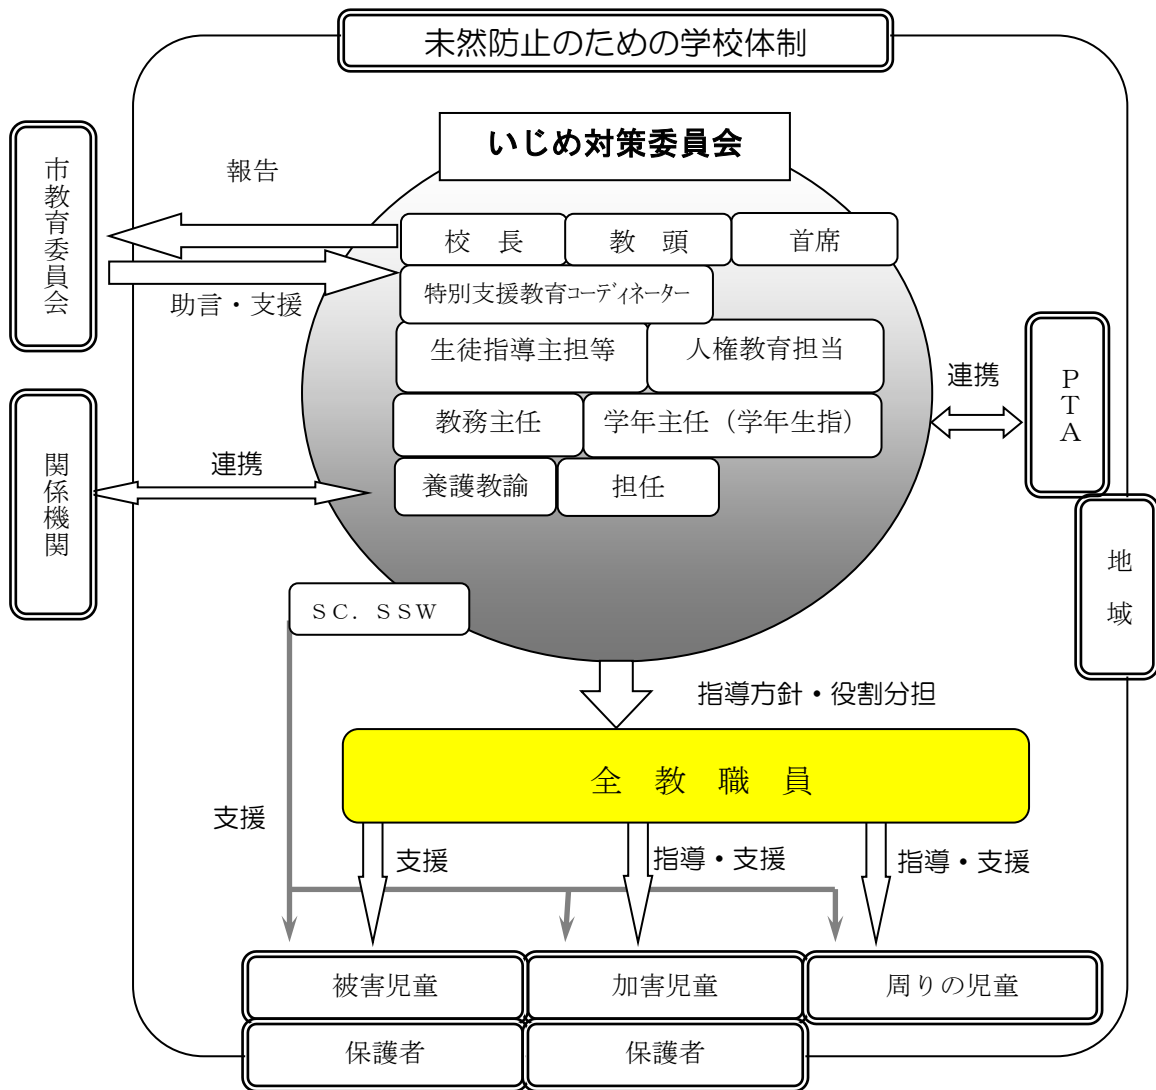 未然防止のための学校体制
いじめ対策委員会
市教育委員会
報告
助言・支援
校　長
教　頭
首席
特別支援教育ｺｰﾃﾞｨﾈｰﾀｰ
生徒指導主担等
人権教育担当
教務主任
学年主任（学年生指）
養護教諭
担任
連携
ＰＴＡ
関係機関
連携
地　域
ＳＣ．ＳＳＷ
指導方針・役割分担
全　教　職　員
支援
支援
指導・支援
指導・支援
被害児童
加害児童
周りの児童
保護者
保護者